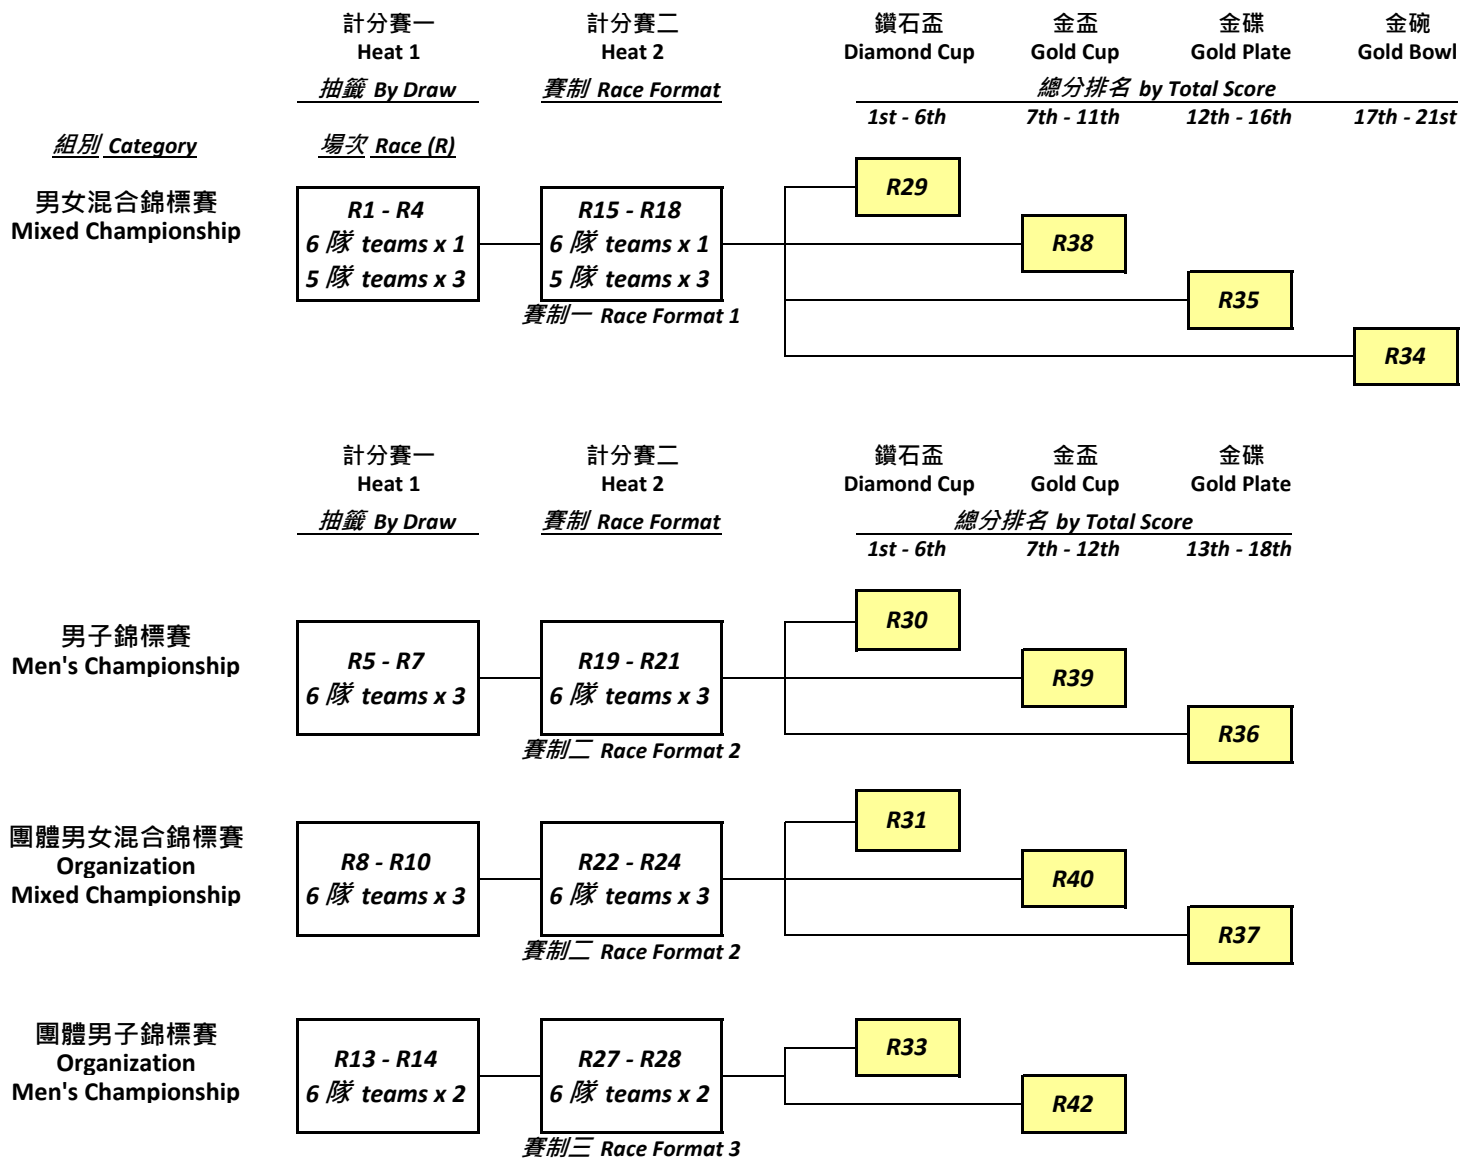 計分賽一 計分賽二 鑽石盃 金盃 金碟 金碗
Heat 1 Heat 2 Diamond Cup Gold Cup Gold Plate Gold Bowl
抽籤 By Draw 賽制 Race Format 總分排名 by Total Score
1st - 6th 7th - 11th 12th - 16th 17th - 21st
組別 Category 場次 Race (R)
男女混合錦標賽
Mixed Championship
R1 - R4
6 隊 teams x 1
5 隊 teams x 3
R15 - R18
6 隊 teams x 1
5 隊 teams x 3
賽制一 Race Format 1
R29
R38
R35
R34
計分賽一 計分賽二 鑽石盃 金盃 金碟
Heat 1 Heat 2 Diamond Cup Gold Cup Gold Plate
抽籤 By Draw 賽制 Race Format 總分排名 by Total Score
1st - 6th 7th - 12th 13th - 18th
男子錦標賽
Men's Championship
R5 - R7
6 隊 teams x 3
R19 - R21
6 隊 teams x 3
賽制二 Race Format 2
R30
R39
R36
團體男女混合錦標賽
Organization
Mixed Championship
R8 - R10
6 隊 teams x 3
R22 - R24
6 隊 teams x 3
賽制二 Race Format 2
R31
R40
R37
團體男子錦標賽
Organization
Men's Championship
R13 - R14
6 隊 teams x 2
R27 - R28
6 隊 teams x 2
賽制三 Race Format 3
R33
R42